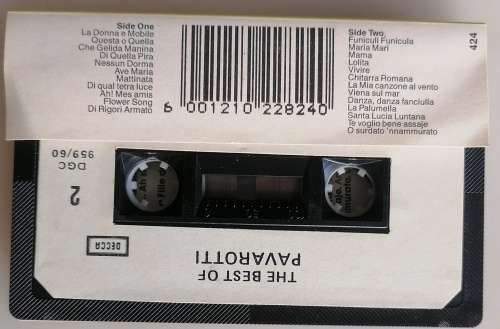 Side One
La Donna e Mobile
Questa o Quella
Che Gelida Manina
Di Quella Pira
Nessun Dorma
Ave Maria
Mattinata
Di qual tetra luce
Ah! Mes amis
Flower Song
Di Rigori Armato
6 001210 228240
Side Two
Funiculi Funicula
Maria Mari
Mama
Lolita
Vivire
Chitarra Romana
La Mia canzone al vento
Viena sul mar
Danza, danza fanciulla
La Palumella
Santa Lucia Luntana
Te voglio bene assaje
O surdato 'nnammurato
424
THE BEST OF
PAVAROTTI
DECCA
2
DGC
959/60